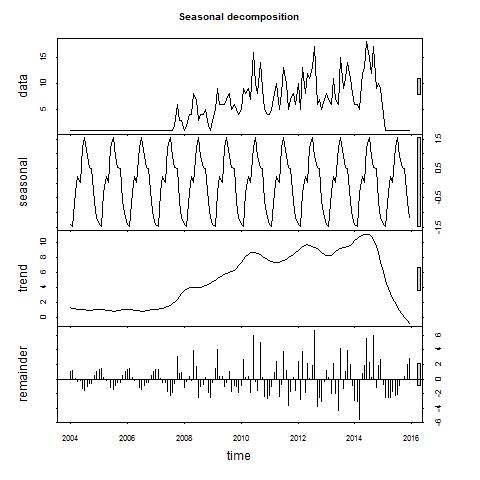 Seasonal decomposition
data
5 10 15
seasonal
-1.5 -0.5 0.5 1.5
trend
0 2 4 6 8 10
remainder
-6 -4 -2 0 2 4 6
2004 2006 2008 2010 2012 2014 2016
time